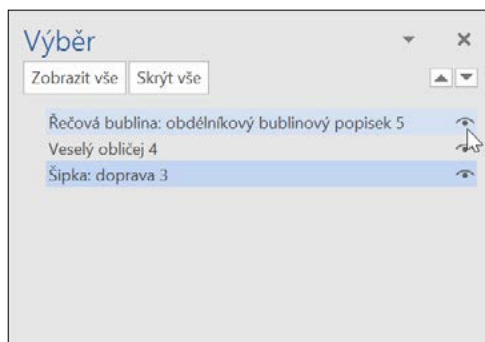 Výběr
Zobrazit vše Skrýt vše
Řečová bublina: obdélníkový bublinový popisek 5
Veselý obličej 4
Šipka: doprava 3